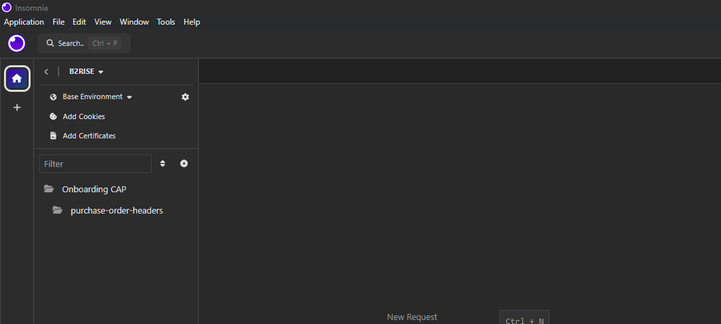 Insomnia
Application File Edit View Window Tools Help
Search.. Ctrl + P
B2RISE
Base Environment
Add Cookies
Add Certificates
Filter
Onboarding CAP
purchase-order-headers
New Request Ctrl + N